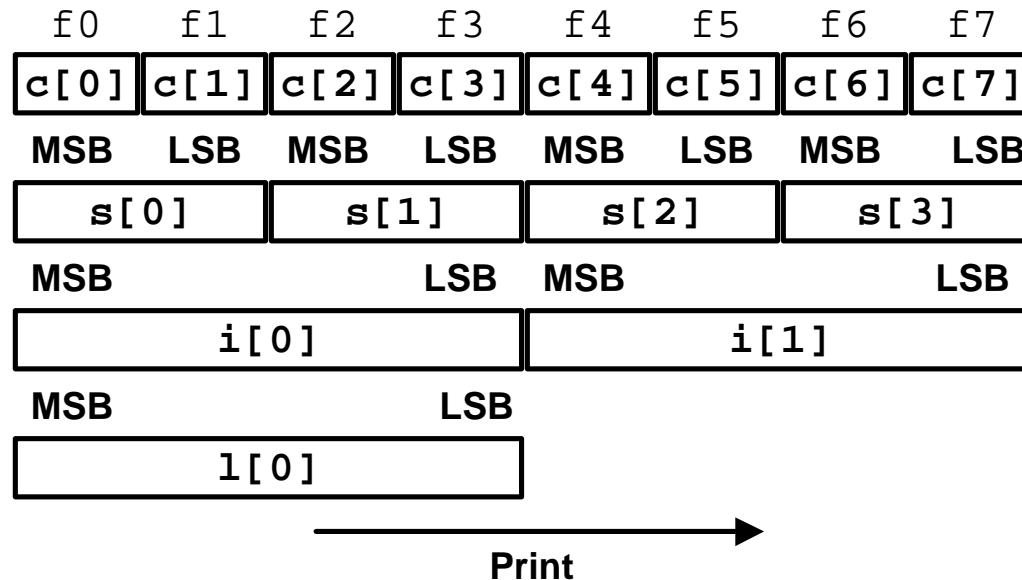 f0 f1 f2 f3 f4 f5 f6 f7
c[0] c[1] c[2] c[3] c[4] c[5] c[6] c[7]
MSB LSB MSB LSB MSB LSB MSB LSB
s[0] s[1] s[2] s[3]
MSB LSB MSB LSB
i[0] i[1]
MSB LSB
l[0]
Print